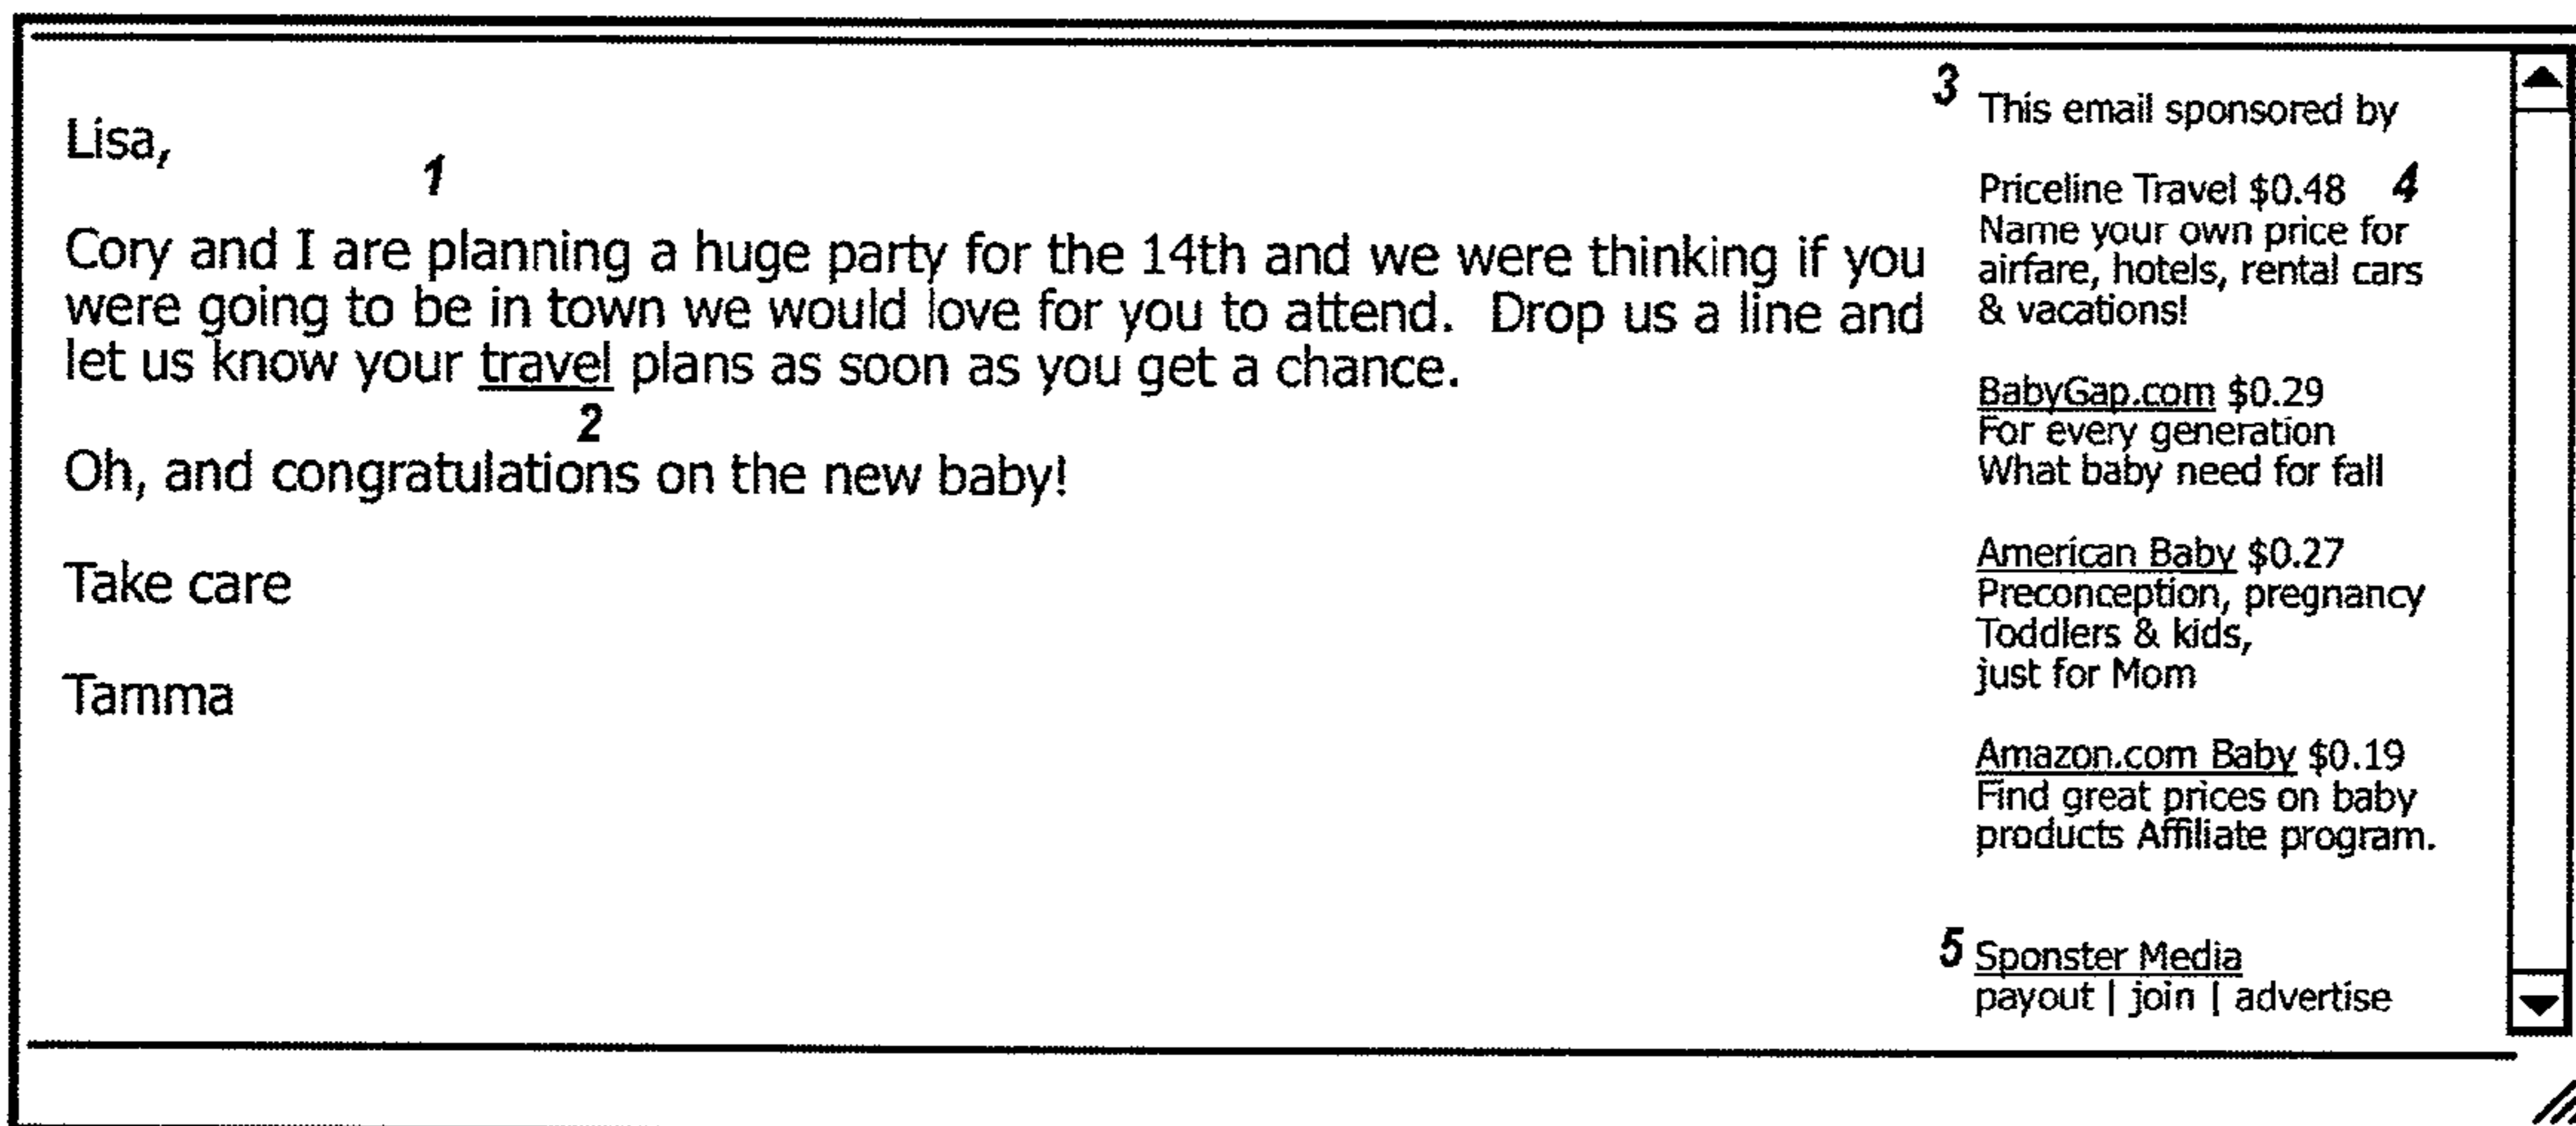 Lisa,
1
Cory and I are planning a huge party for the 14th and we were thinking if you
were going to be in town we would love for you to attend. Drop us a line and
let us know your travel plans as soon as you get a chance.
2
Oh, and congratulations on the new baby!
Take care
Tamma
3
This email sponsored by
Priceline Travel $0.48 4
Name your own price for
airfare, hotels, rental cars
& vacations!
BabyGap.com $0.29
For every generation
What baby need for fall
American Baby $0.27
Preconception, pregnancy
Toddlers & kids,
just for Mom
Amazon.com Baby $0.19
Find great prices on baby
products Affiliate program.
5 Sponster Media
payout | join | advertise